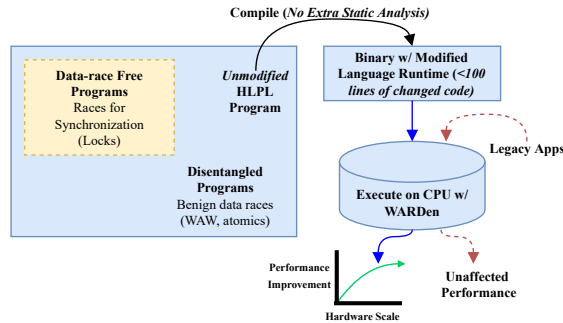 Compile (No Extra Static Analysis)
Data-race Free
Programs
Races for
Synchronization
(Locks)
Unmodified
HLPL
Program
Disentangled
Programs
Benign data races
(WAW, atomics)
Binary w/ Modified
Language Runtime (<100
lines of changed code)
Legacy Apps
Execute on CPU w/
WARDen
Performance
Improvement
Hardware Scale
Unaffected
Performance